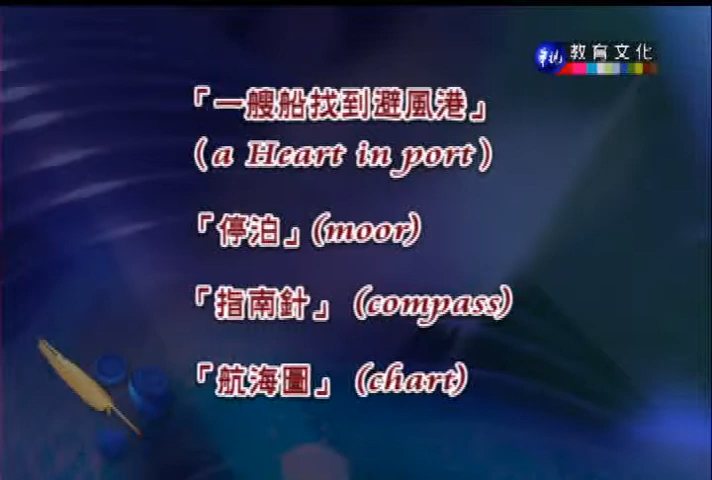 華視 教育文化
「一艘船找到避風港」
(a Heart in port)
「停泊」(moor)
「指南針」 (compass)
「航海圖」 (chart)